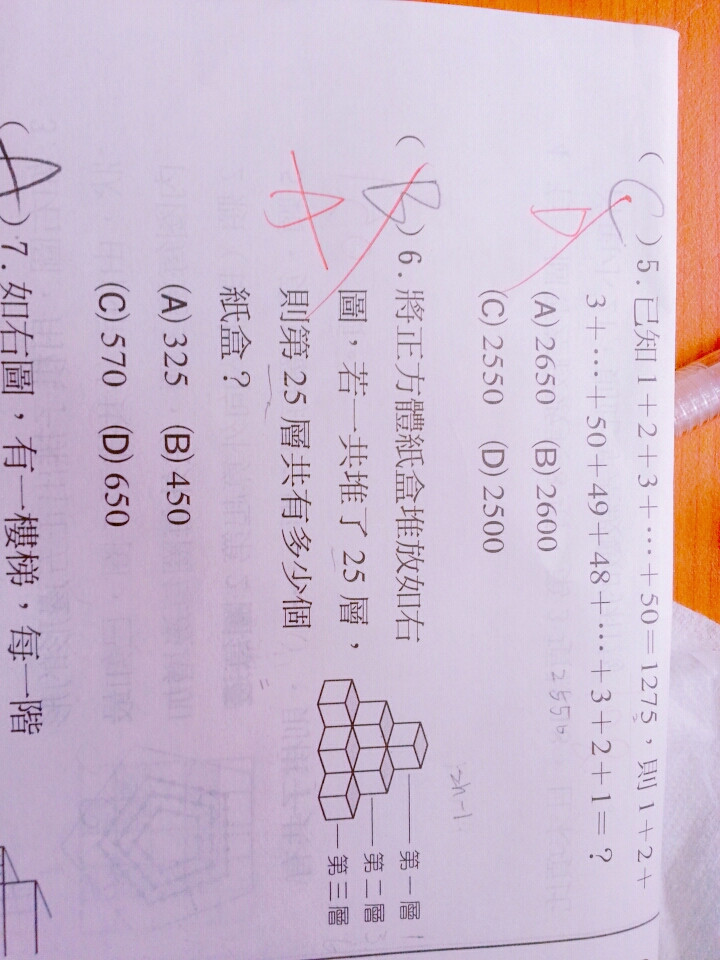 (C) 5. 已知 1＋2＋3＋…＋50＝1275，則 1＋2＋
D
3＋…＋50＋49＋48＋…＋3＋2＋1＝？
(A) 2650 (B) 2600
(C) 2550 (D) 2500
(B) 6. 將正方體紙盒堆放如右
圖，若一共堆了 25 層，
A
則第 25 層共有多少個
紙盒？
(A) 325 (B) 450
(C) 570 (D) 650
2n-1
第一層
第二層
第三層
(A) 7. 如右圖，有一樓梯，每一階